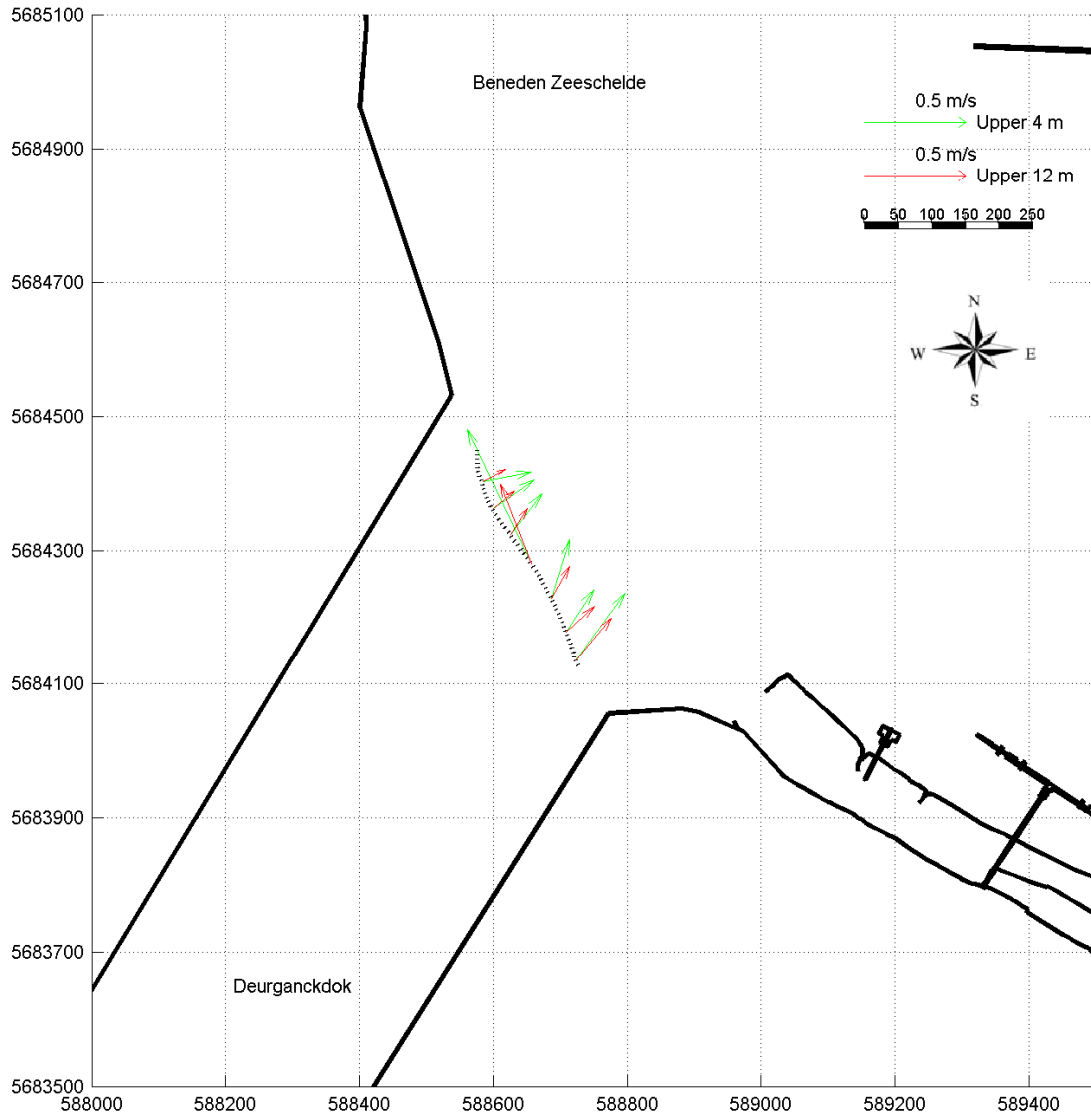 5685100
Beneden Zeeschelde
0.5 m/s
Upper 4 m
5684900
0.5 m/s
Upper 12 m
0 50 100 150 200 250
5684700
N
W E
S
5684500
5684300
5684100
5683900
5683700
Deurganckdok
5683500
588000 588200 588400 588600 588800 589000 589200 589400